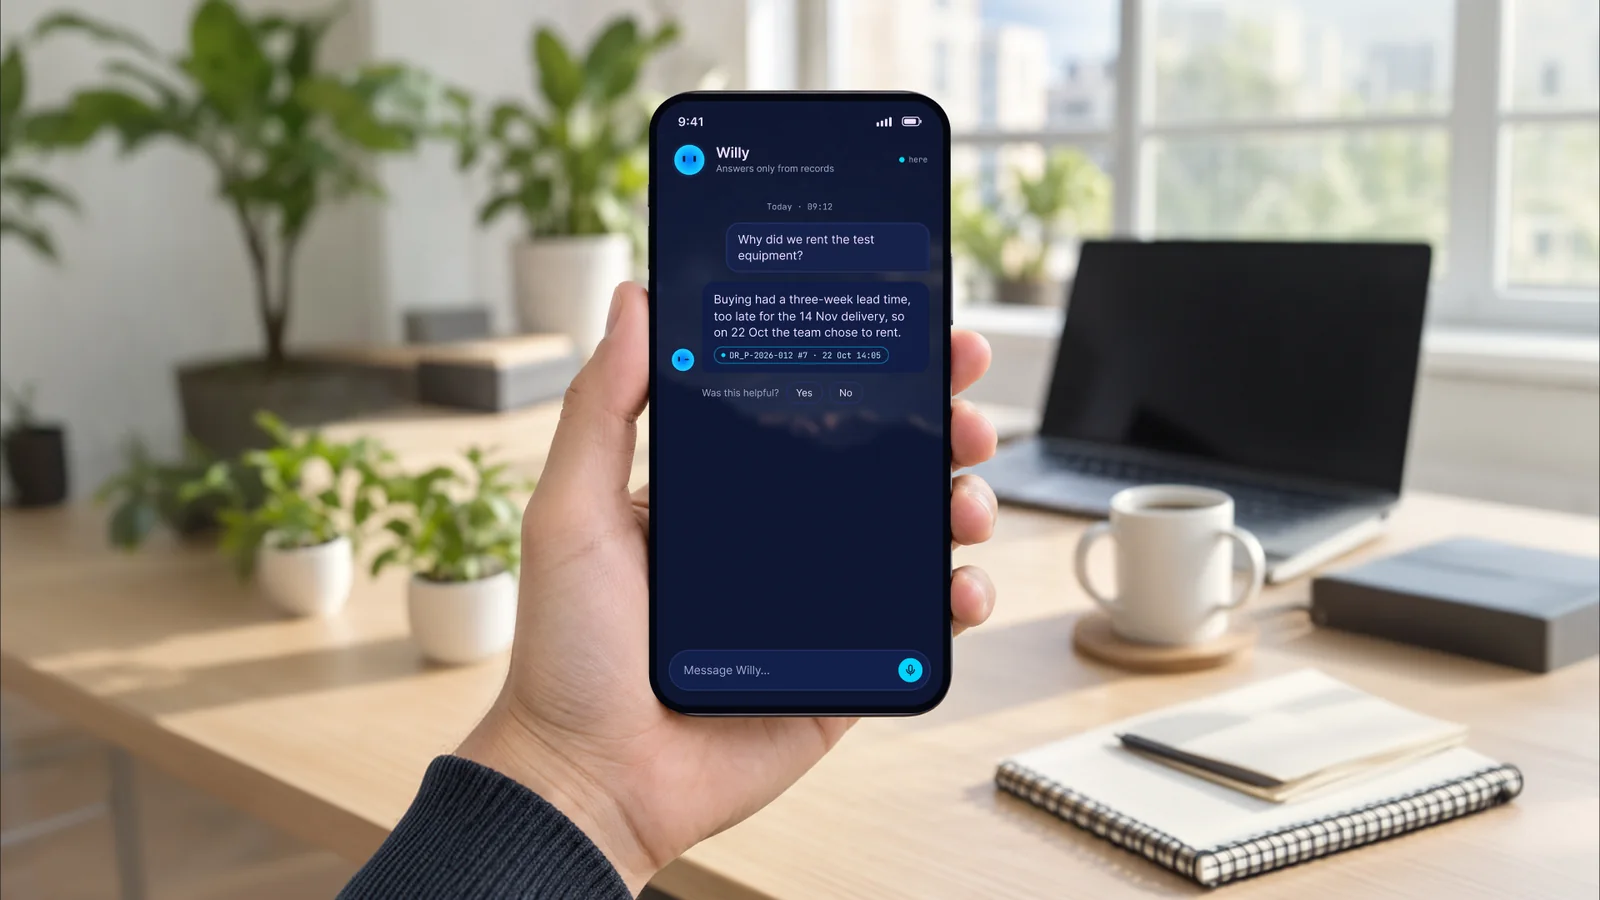 9:41
Willy
Answers only from records
here
Today · 09:12
Why did we rent the test
equipment?
Buying had a three-week lead time,
too late for the 14 Nov delivery, so
on 22 Oct the team chose to rent.
DR_P-2026-012 #7 · 22 Oct 14:05
Was this helpful? Yes No
Message Willy...